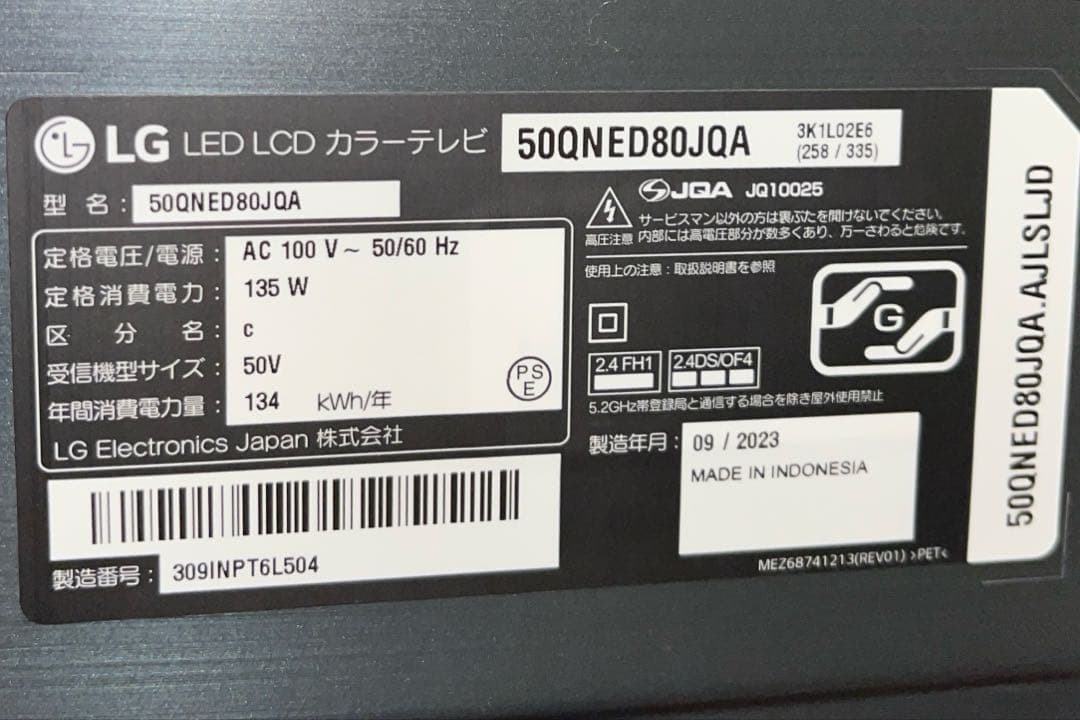 LG LED LCD カラーテレビ 50QNED80JQA 3K1L02E6
(258 / 335)
型 名 : 50QNED80JQA
定格電圧/電源 : AC 100 V ~ 50/60 Hz
定格消費電力 : 135 W
区 分 名 : c
受信機型サイズ : 50V
年間消費電力量 : 134 kWh/年
PS
E
LG Electronics Japan 株式会社
製造番号 : 309INPT6L504
JQA JQ10025
高圧注意
サービスマン以外の方は裏ぶたを開けないでください。
内部には高電圧部分が数多くあり、万一さわると危険です。
使用上の注意 : 取扱説明書を参照
G
2.4 FH1 2.4DS/OF4
5.2GHz帯登録局と通信する場合を除き屋外使用禁止
製造年月 : 09 / 2023
MADE IN INDONESIA
MEZ68741213(REV01) >PET<
50QNED80JQA.AJLSLJD